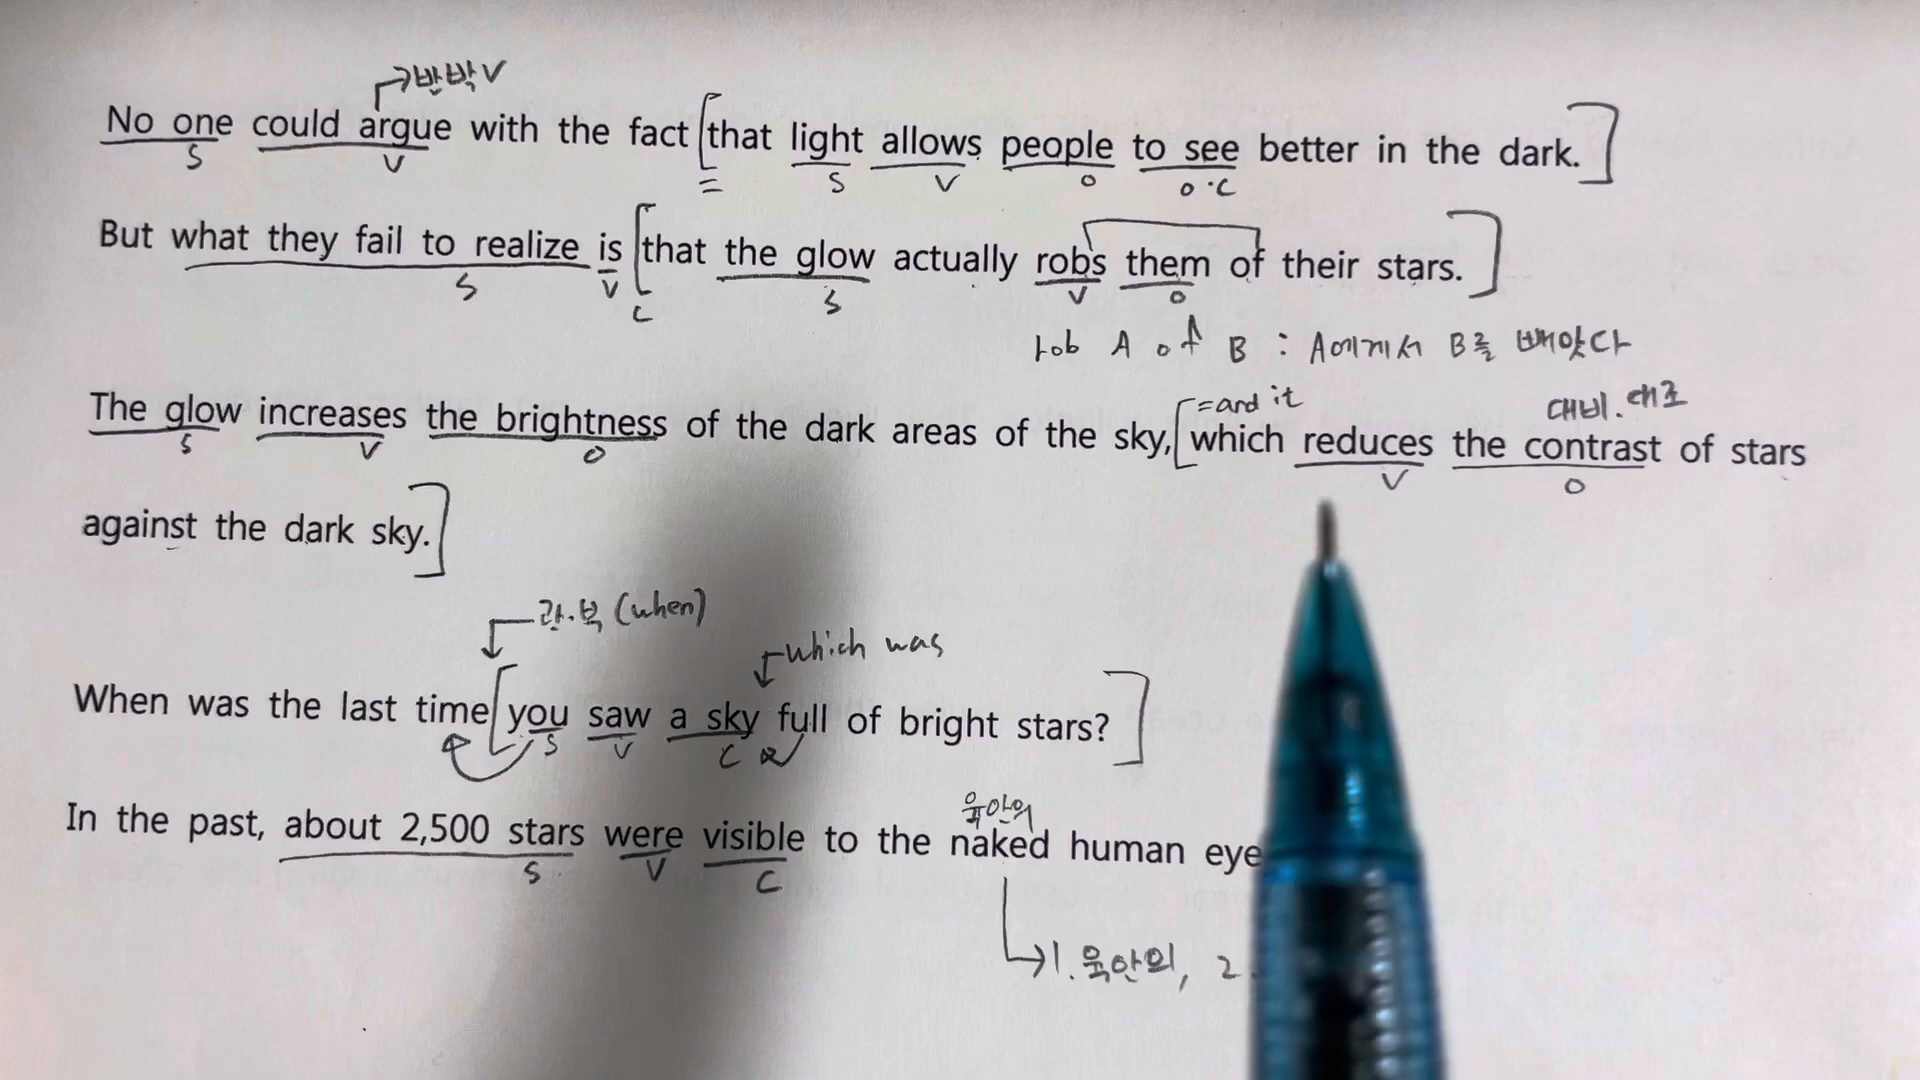 →반박V
No one could argue with the fact [that light allows people to see better in the dark.]
S V = S V O O.C
But what they fail to realize is [that the glow actually robs them of their stars.]
S V C S V O
rob A of B : A에게서 B를 빼앗다
=and it 대비.대조
The glow increases the brightness of the dark areas of the sky, [which reduces the contrast of stars
S V O V O
against the dark sky.]
관.부 (when)
which was
When was the last time [you saw a sky full of bright stars?]
S V
육안의
In the past, about 2,500 stars were visible to the naked human eye
S V C
→1. 육안의, 2.